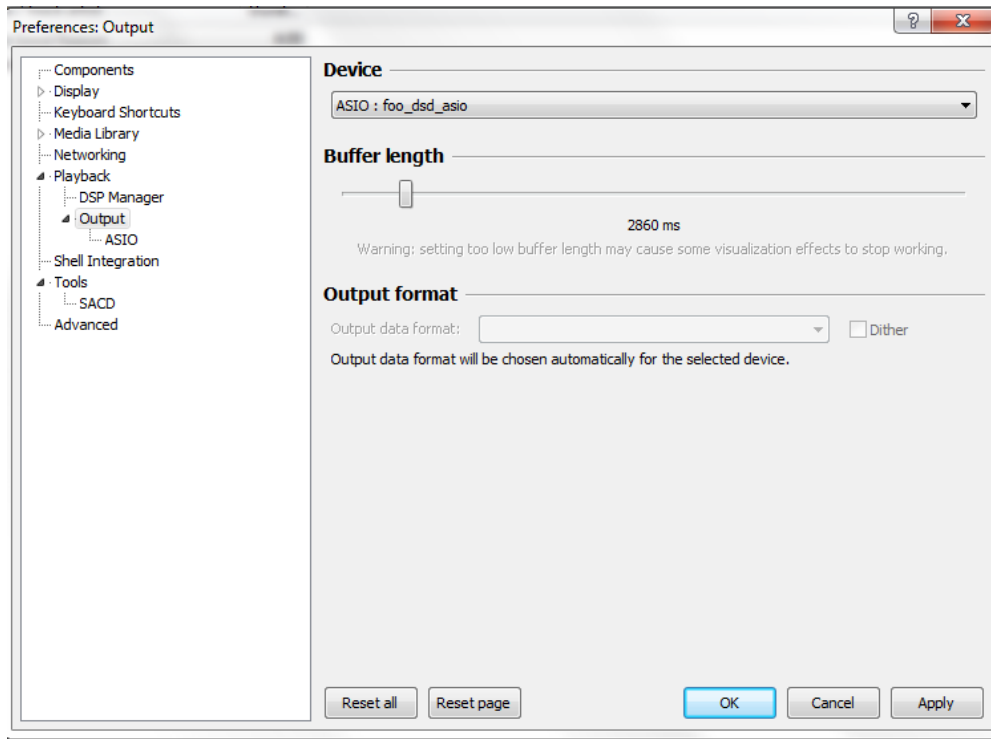 Preferences: Output
Components
Display
Keyboard Shortcuts
Media Library
Networking
Playback
DSP Manager
Output
ASIO
Shell Integration
Tools
SACD
Advanced
Device
ASIO : foo_dsd_asio
Buffer length
2860 ms
Warning: setting too low buffer length may cause some visualization effects to stop working.
Output format
Output data format:
Dither
Output data format will be chosen automatically for the selected device.
Reset all
Reset page
OK
Cancel
Apply